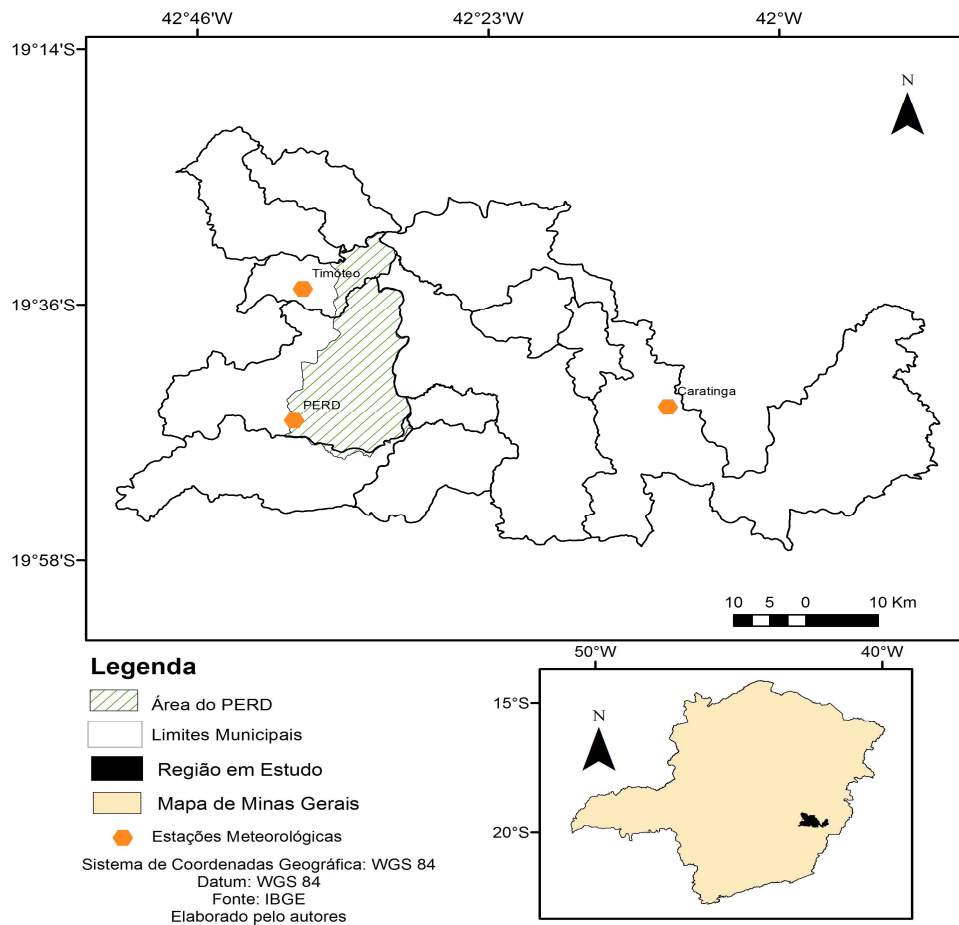 42°46'W
42°23'W
42°W
19°14'S
N
Timóteo
19°36'S
Caratinga
PERD
19°58'S
10 5 0 10 Km
Legenda
Área do PERD
Limites Municipais
Região em Estudo
Mapa de Minas Gerais
Estações Meteorológicas
Sistema de Coordenadas Geográfica: WGS 84
Datum: WGS 84
Fonte: IBGE
Elaborado pelo autores
50°W
40°W
15°S
N
20°S